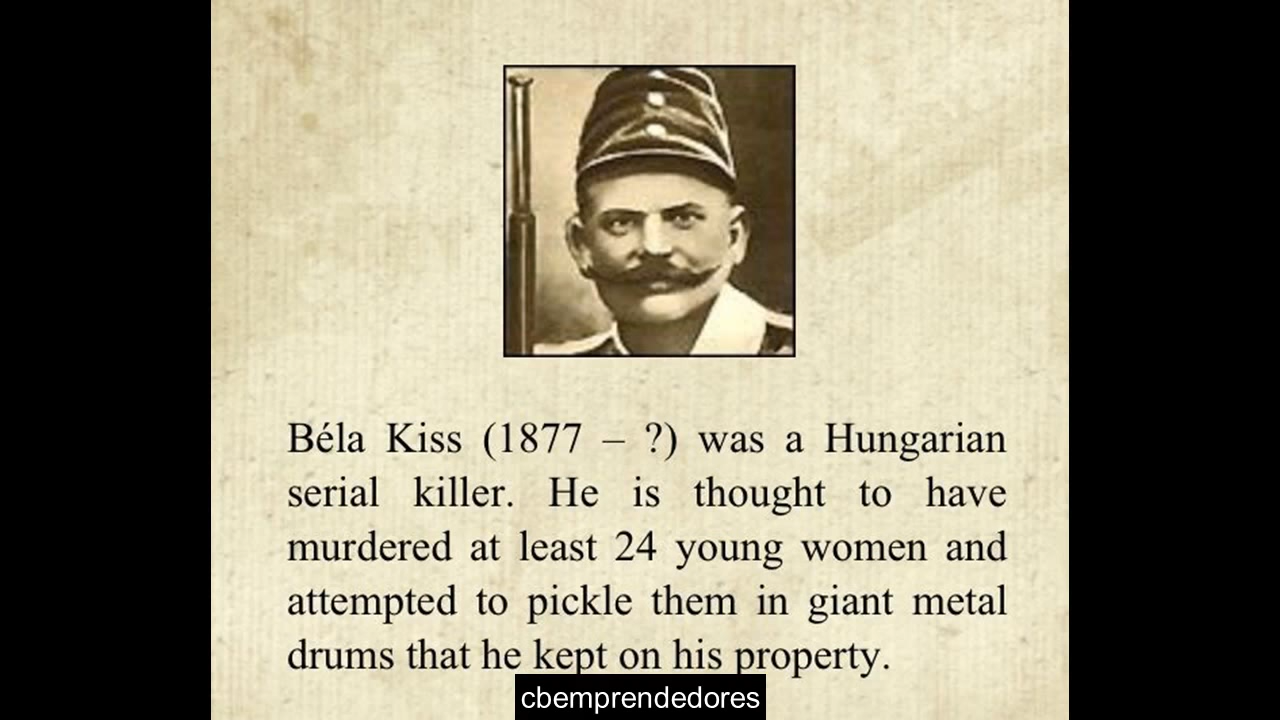 Béla Kiss (1877 – ?) was a Hungarian
serial killer. He is thought to have
murdered at least 24 young women and
attempted to pickle them in giant metal
drums that he kept on his property.
cbemprendedores